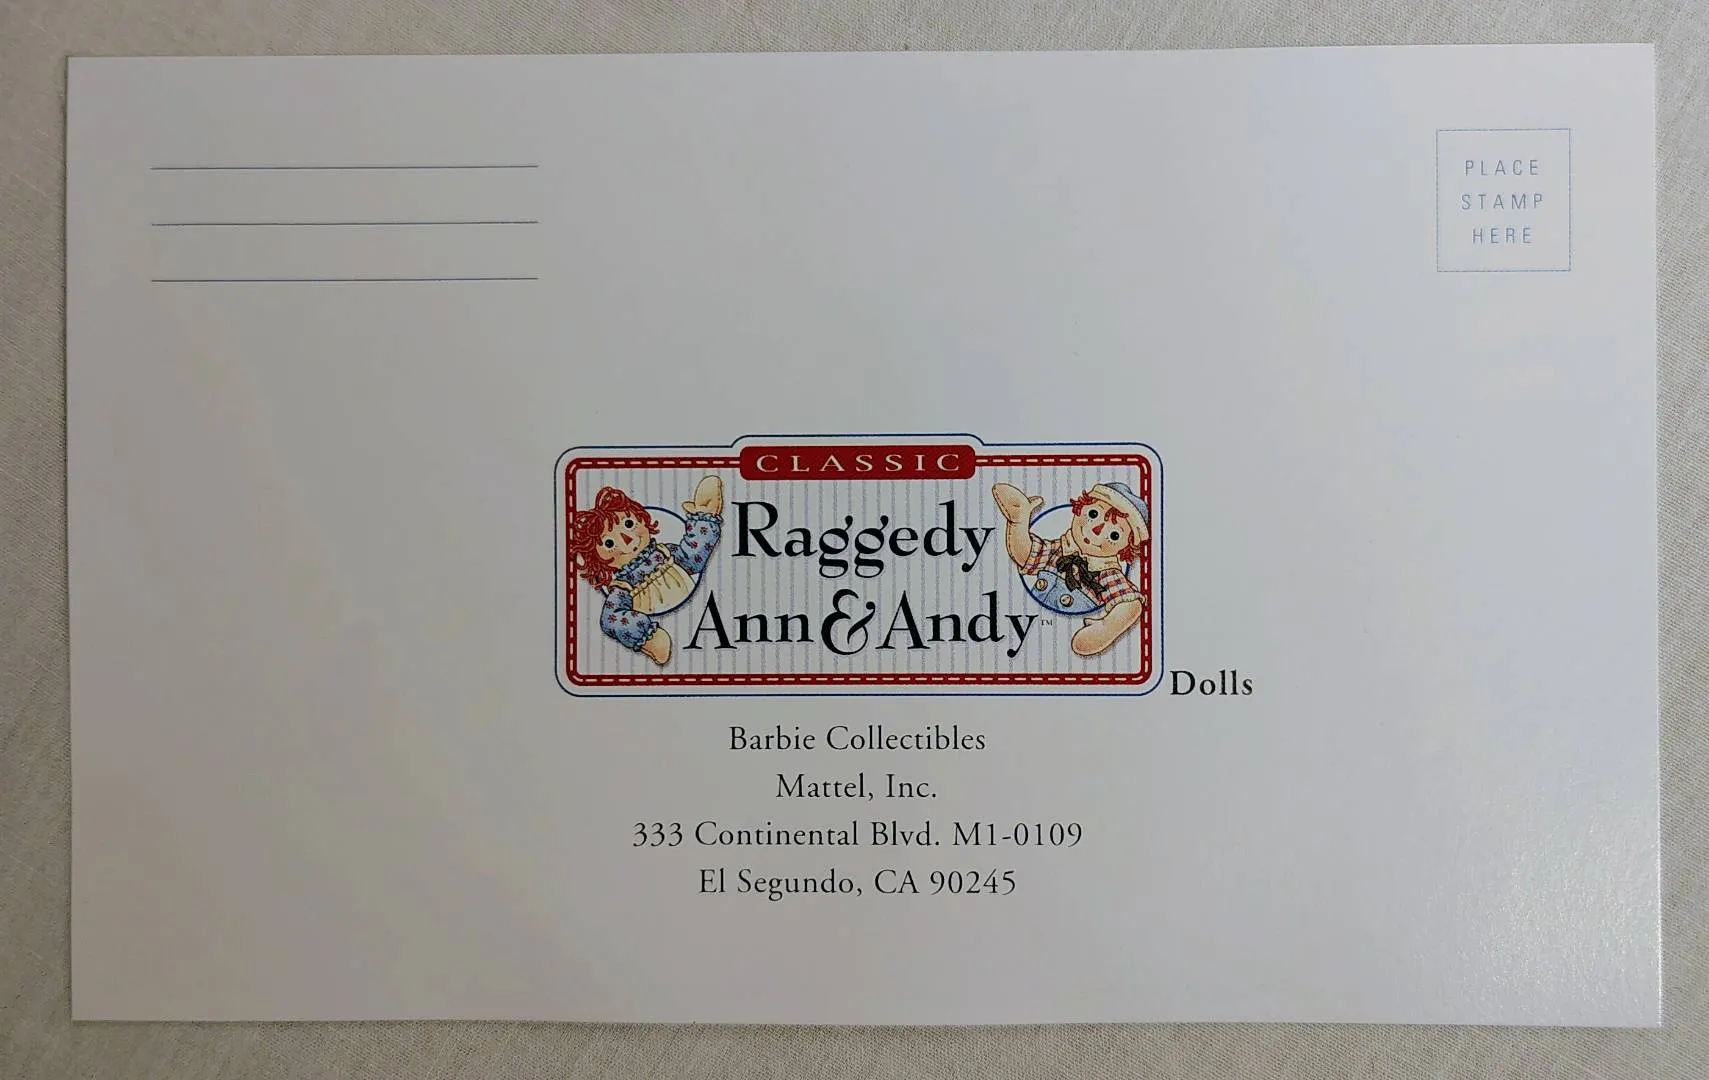 PLACE
STAMP
HERE
CLASSIC
Raggedy
Ann & Andy™
Dolls
Barbie Collectibles
Mattel, Inc.
333 Continental Blvd. M1-0109
El Segundo, CA 90245